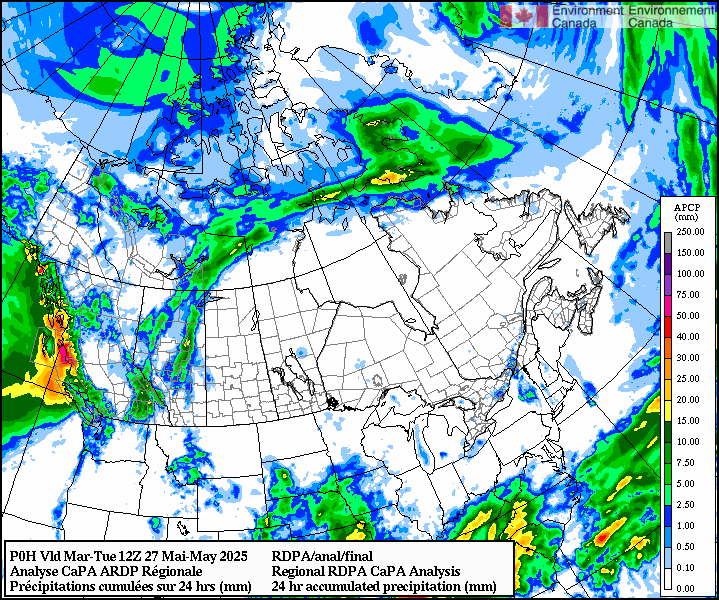 Environment Environnement
Canada Canada
APCP
(mm)
250.00
150.00
100.00
75.00
50.00
40.00
30.00
25.00
20.00
15.00
10.00
7.50
5.00
2.50
1.00
0.50
0.10
0.00
P0H Vld Mar-Tue 12Z 27 Mai-May 2025 RDPA/anal/final
Analyse CaPA ARDP Régionale Regional RDPA CaPA Analysis
Précipitations cumulées sur 24 hrs (mm) 24 hr accumulated precipitation (mm)